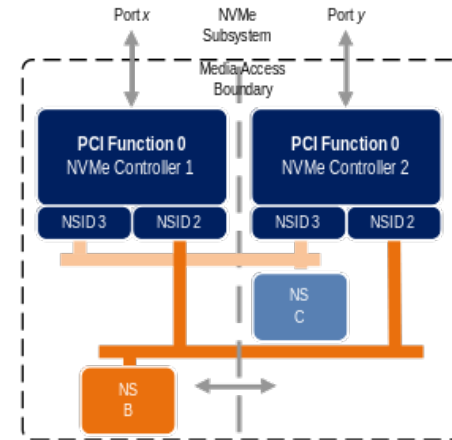 Port x
NVMe
Subsystem
Port y
Media Access
Boundary
PCI Function 0
NVMe Controller 1
PCI Function 0
NVMe Controller 2
NSID 3
NSID 2
NSID 3
NSID 2
NS
C
NS
B